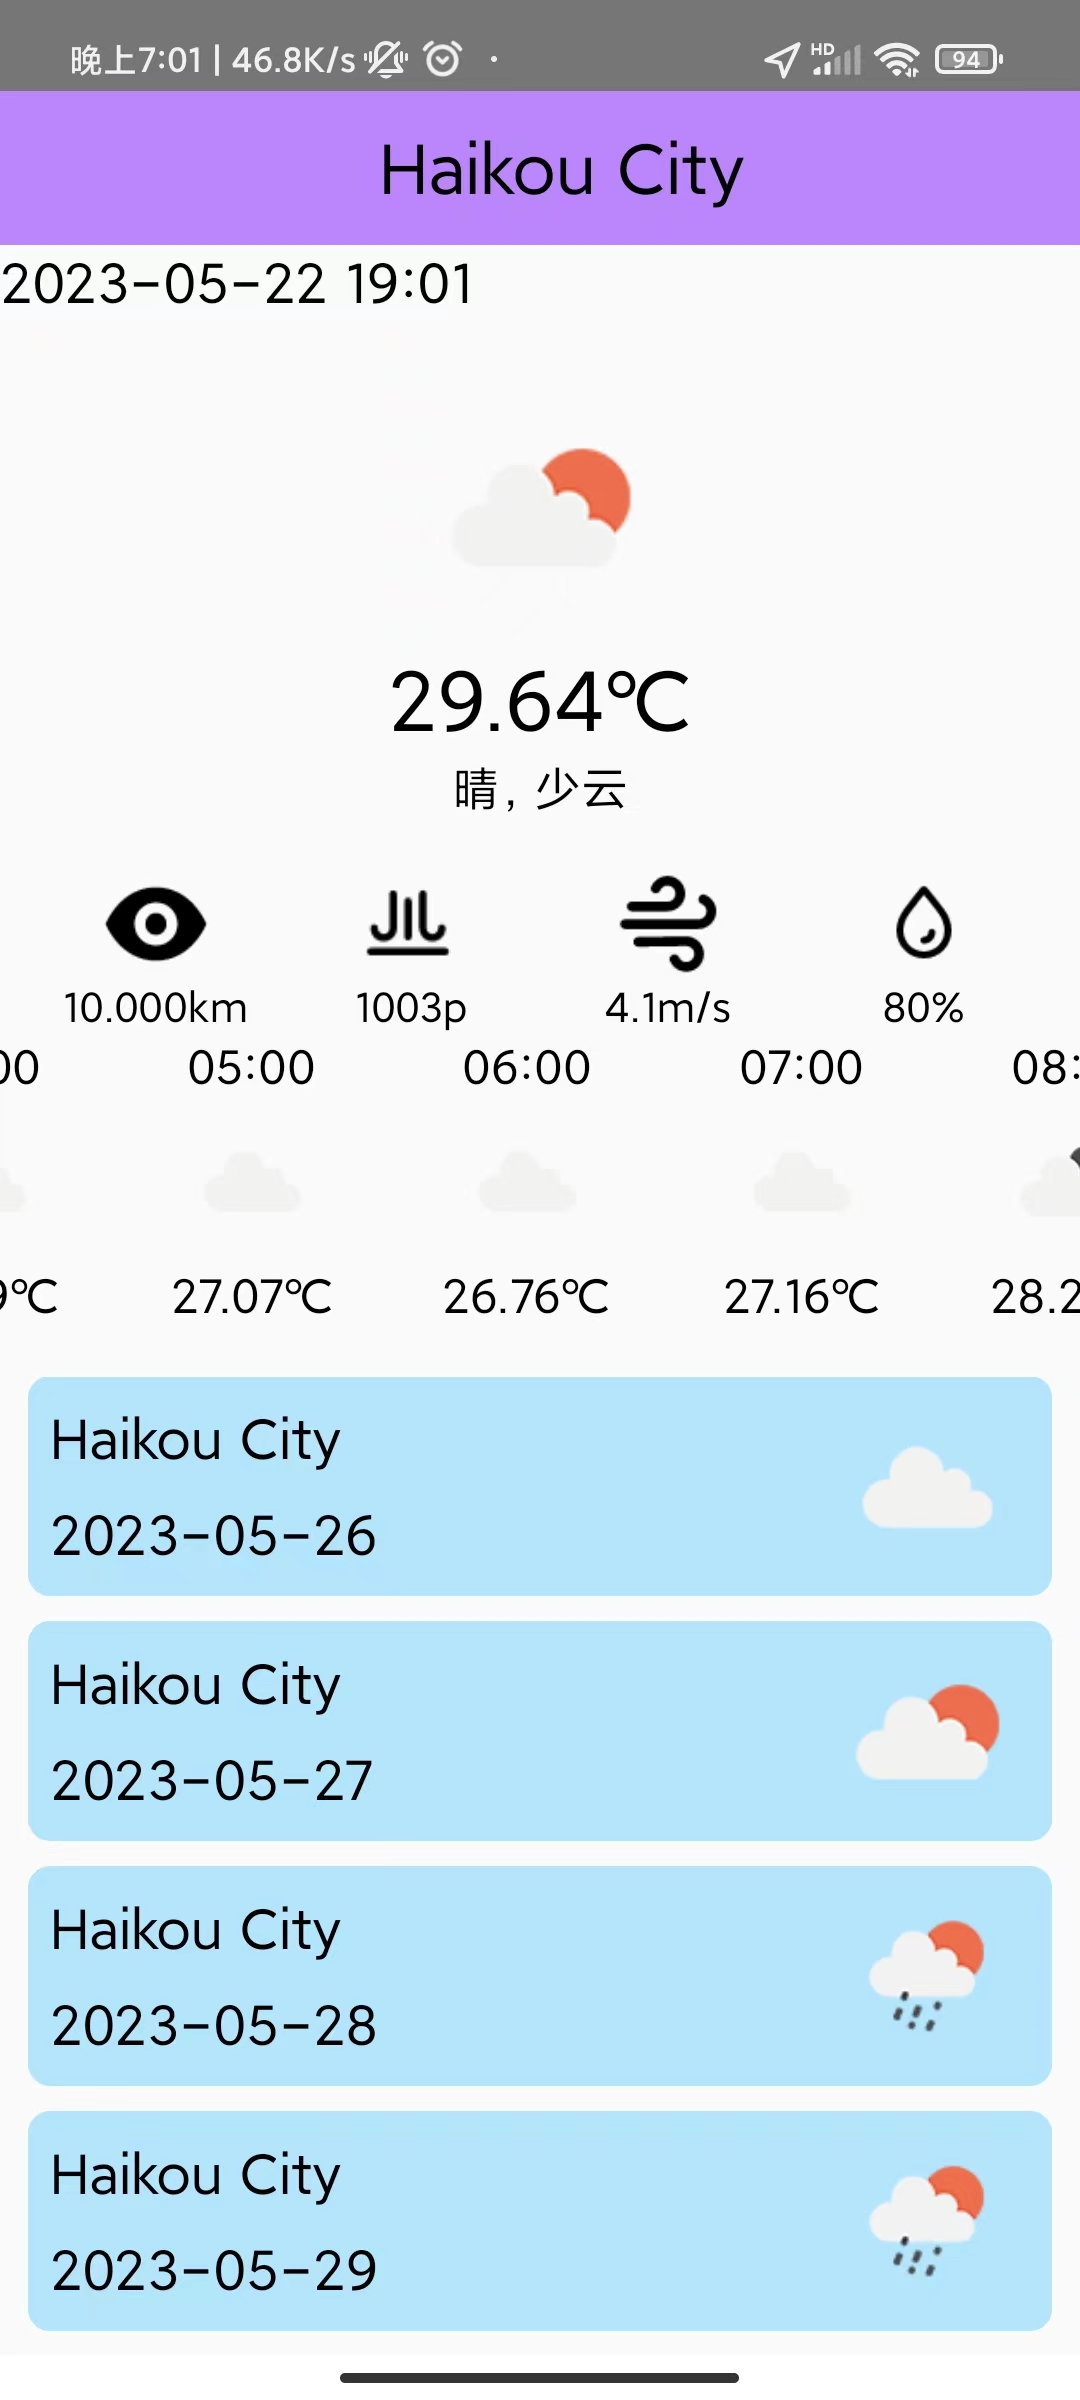 晚上7:01 | 46.8K/s HD 94
Haikou City
2023-05-22 19:01
29.64℃
晴，少云
10.000km 1003p 4.1m/s 80%
00 05:00 06:00 07:00 08:
9℃ 27.07℃ 26.76℃ 27.16℃ 28.2
Haikou City
2023-05-26
Haikou City
2023-05-27
Haikou City
2023-05-28
Haikou City
2023-05-29